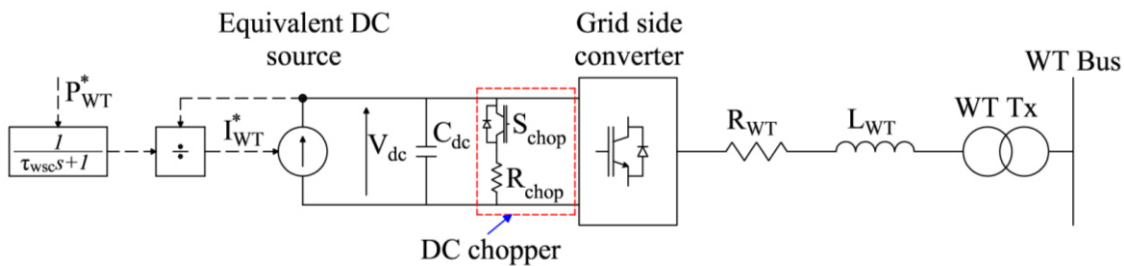 Equivalent DC
source
Grid side
converter
WT Bus
P*WT
1
τwscs+1
÷
I*WT
Vdc
Cdc
Schop
Rchop
RWT
LWT
WT Tx
DC chopper